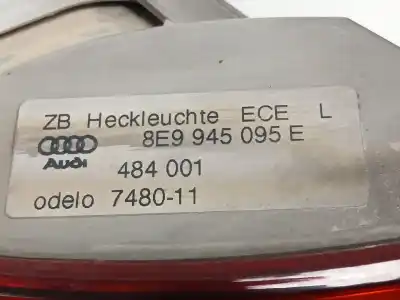 ZB Heckleuchte ECE L
8E9 945 095 E
Audi
484 001
odelo 7480-11